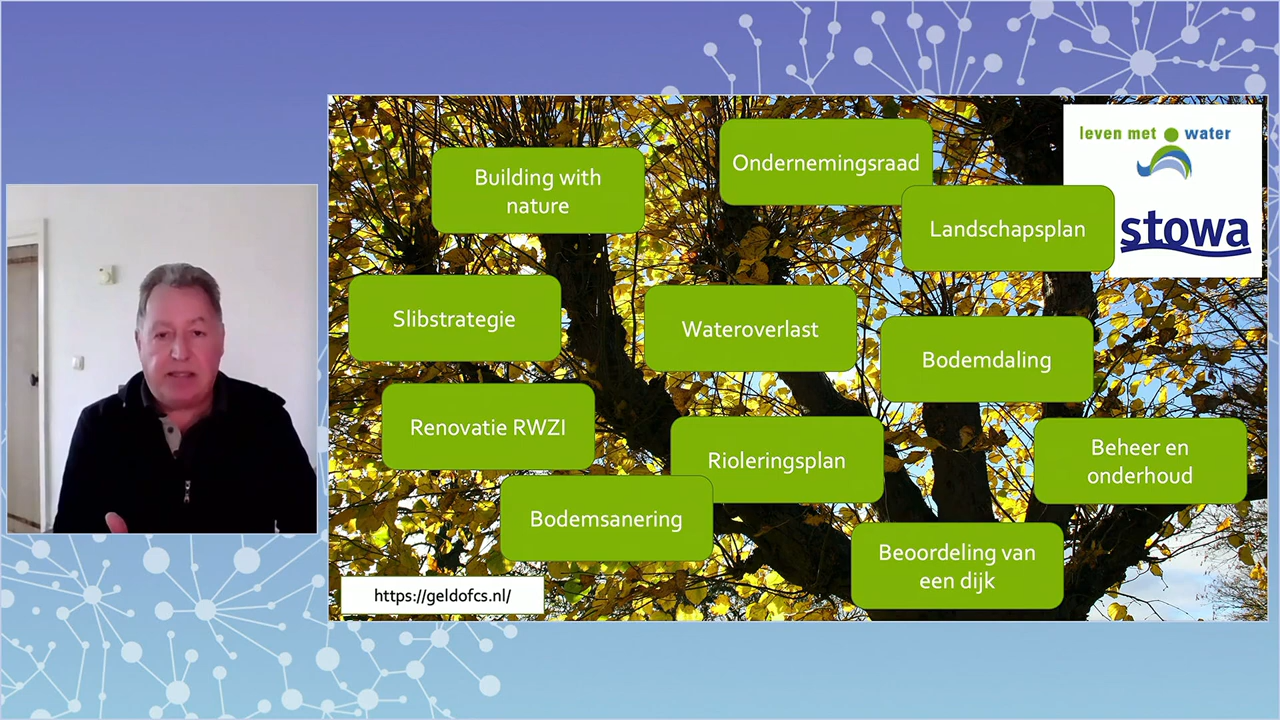 Building with
nature
Ondernemingsraad
leven met water
Landschapsplan
stowa
Slibstrategie
Wateroverlast
Bodemdaling
Renovatie RWZI
Rioleringsplan
Beheer en
onderhoud
Bodemsanering
Beoordeling van
een dijk
https://geldofcs.nl/